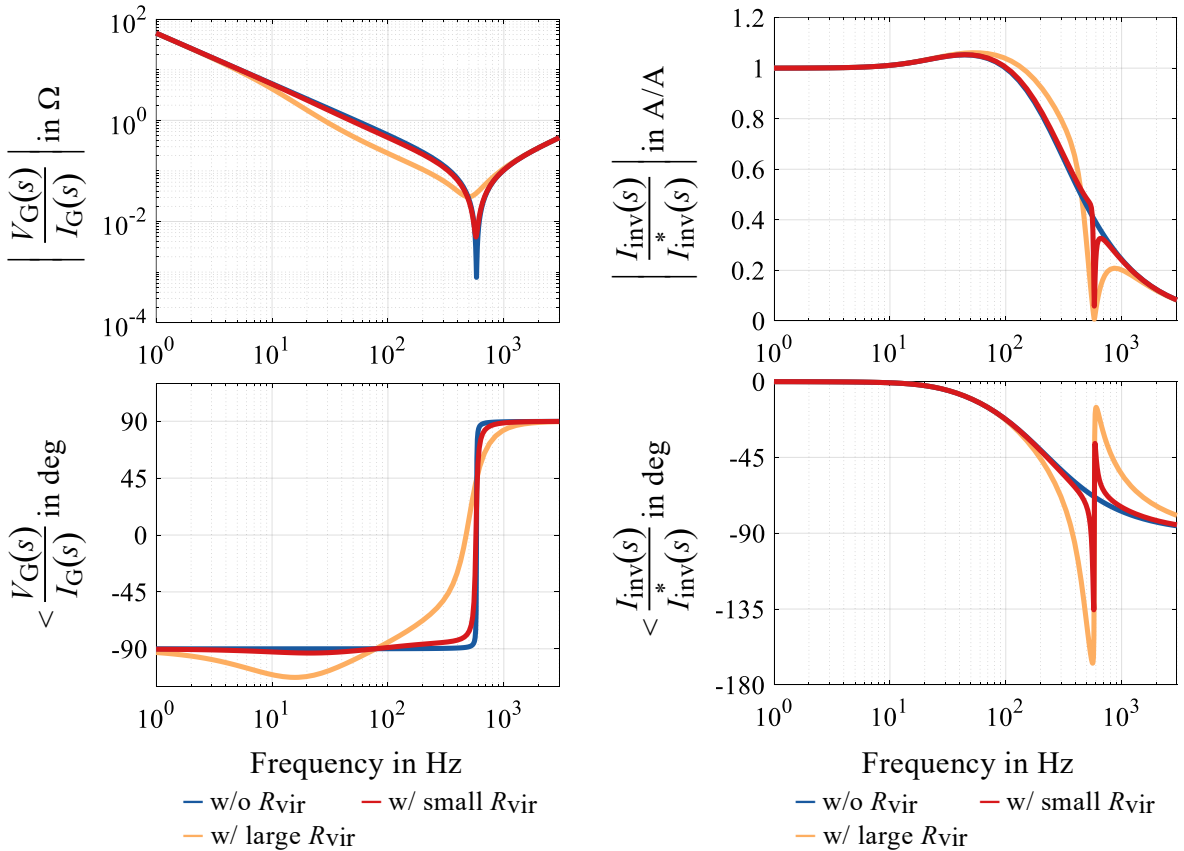 | V_G(s) / I_G(s) | in Ω
10^2
10^0
10^-2
10^-4
10^0 10^1 10^2 10^3
| I_inv(s) / I*_inv(s) | in A/A
1.2
1
0.8
0.6
0.4
0.2
0
10^0 10^1 10^2 10^3
< V_G(s) / I_G(s) in deg
90
45
0
-45
-90
10^0 10^1 10^2 10^3
Frequency in Hz
w/o R_vir w/ small R_vir
w/ large R_vir
< I_inv(s) / I*_inv(s) in deg
0
-45
-90
-135
-180
10^0 10^1 10^2 10^3
Frequency in Hz
w/o R_vir w/ small R_vir
w/ large R_vir